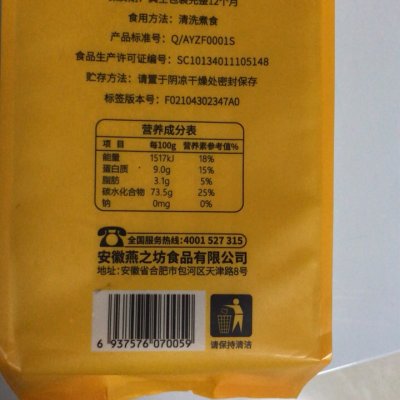 食用方法：清洗煮食
产品标准号：Q/AYZF0001S
食品生产许可证编号：SC10134011105148
贮存方法：请置于阴凉干燥处密封保存
标签版本号：F02104302347A0
营养成分表
项 目 每100g 营养素参考值%
能量 1517kJ 18%
蛋白质 9.0g 15%
脂肪 3.1g 5%
碳水化合物 73.5g 25%
钠 0mg 0%
全国服务热线:4001 527 315
安徽燕之坊食品有限公司
地址:安徽省合肥市包河区天津路8号
6 937576 070059
请保持清洁